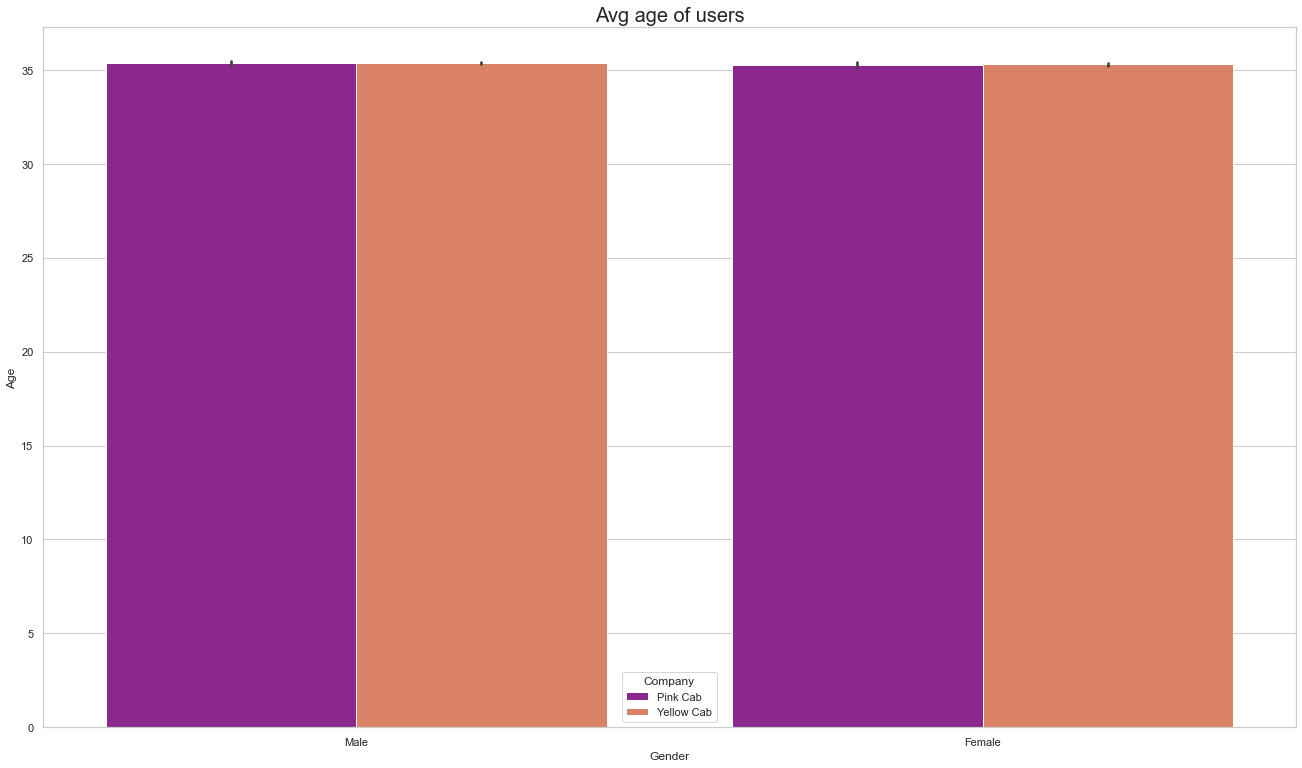 Avg age of users
Age
35
30
25
20
15
10
5
0
Company
Pink Cab
Yellow Cab
Male
Female
Gender